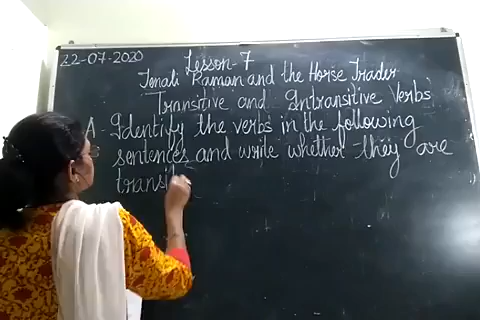 22-07-2020
Lesson-7
Tenali Raman and the Horse Trader
Transitive and Intransitive Verbs
A. Identify the verbs in the following
sentences and write whether they are
transit